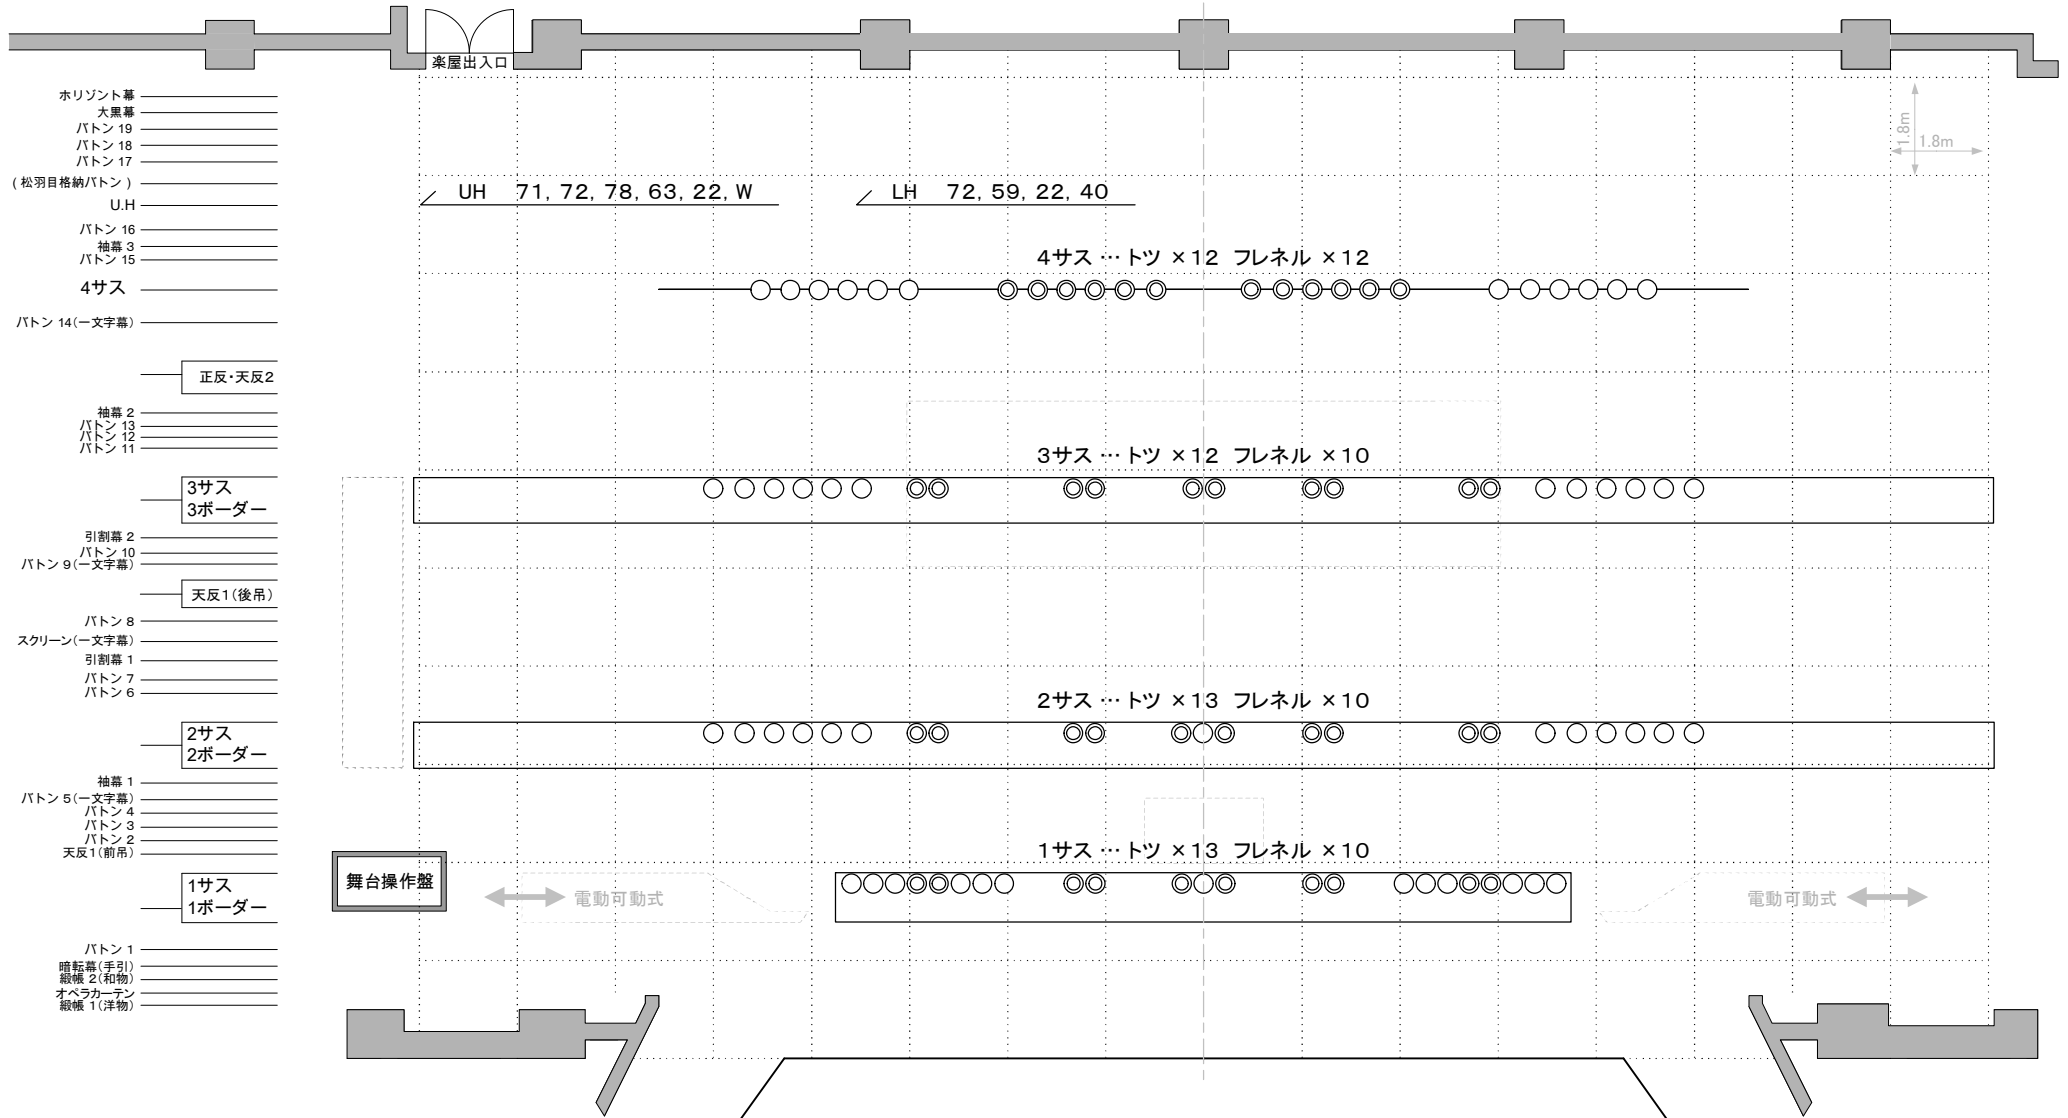 楽屋出入口
ホリゾント幕
大黒幕
バトン 19
バトン 18
バトン 17
( 松羽目格納バトン )
U.H
バトン 16
袖幕 3
バトン 15
4サス
バトン 14(一文字幕)
正反・天反2
袖幕 2
バトン 13
バトン 12
バトン 11
3サス
3ボーダー
引割幕 2
バトン 10
バトン 9(一文字幕)
天反1(後吊)
バトン 8
スクリーン(一文字幕)
引割幕 1
バトン 7
バトン 6
2サス
2ボーダー
袖幕 1
バトン 5(一文字幕)
バトン 4
バトン 3
バトン 2
天反1(前吊)
1サス
1ボーダー
バトン 1
暗転幕(手引)
緞帳 2(和物)
オペラカーテン
緞帳 1(洋物)
1.8m
1.8m
UH 71, 72, 78, 63, 22, W
LH 72, 59, 22, 40
4サス … トツ ×12 フレネル ×12
3サス … トツ ×12 フレネル ×10
2サス … トツ ×13 フレネル ×10
1サス … トツ ×13 フレネル ×10
舞台操作盤
電動可動式
電動可動式